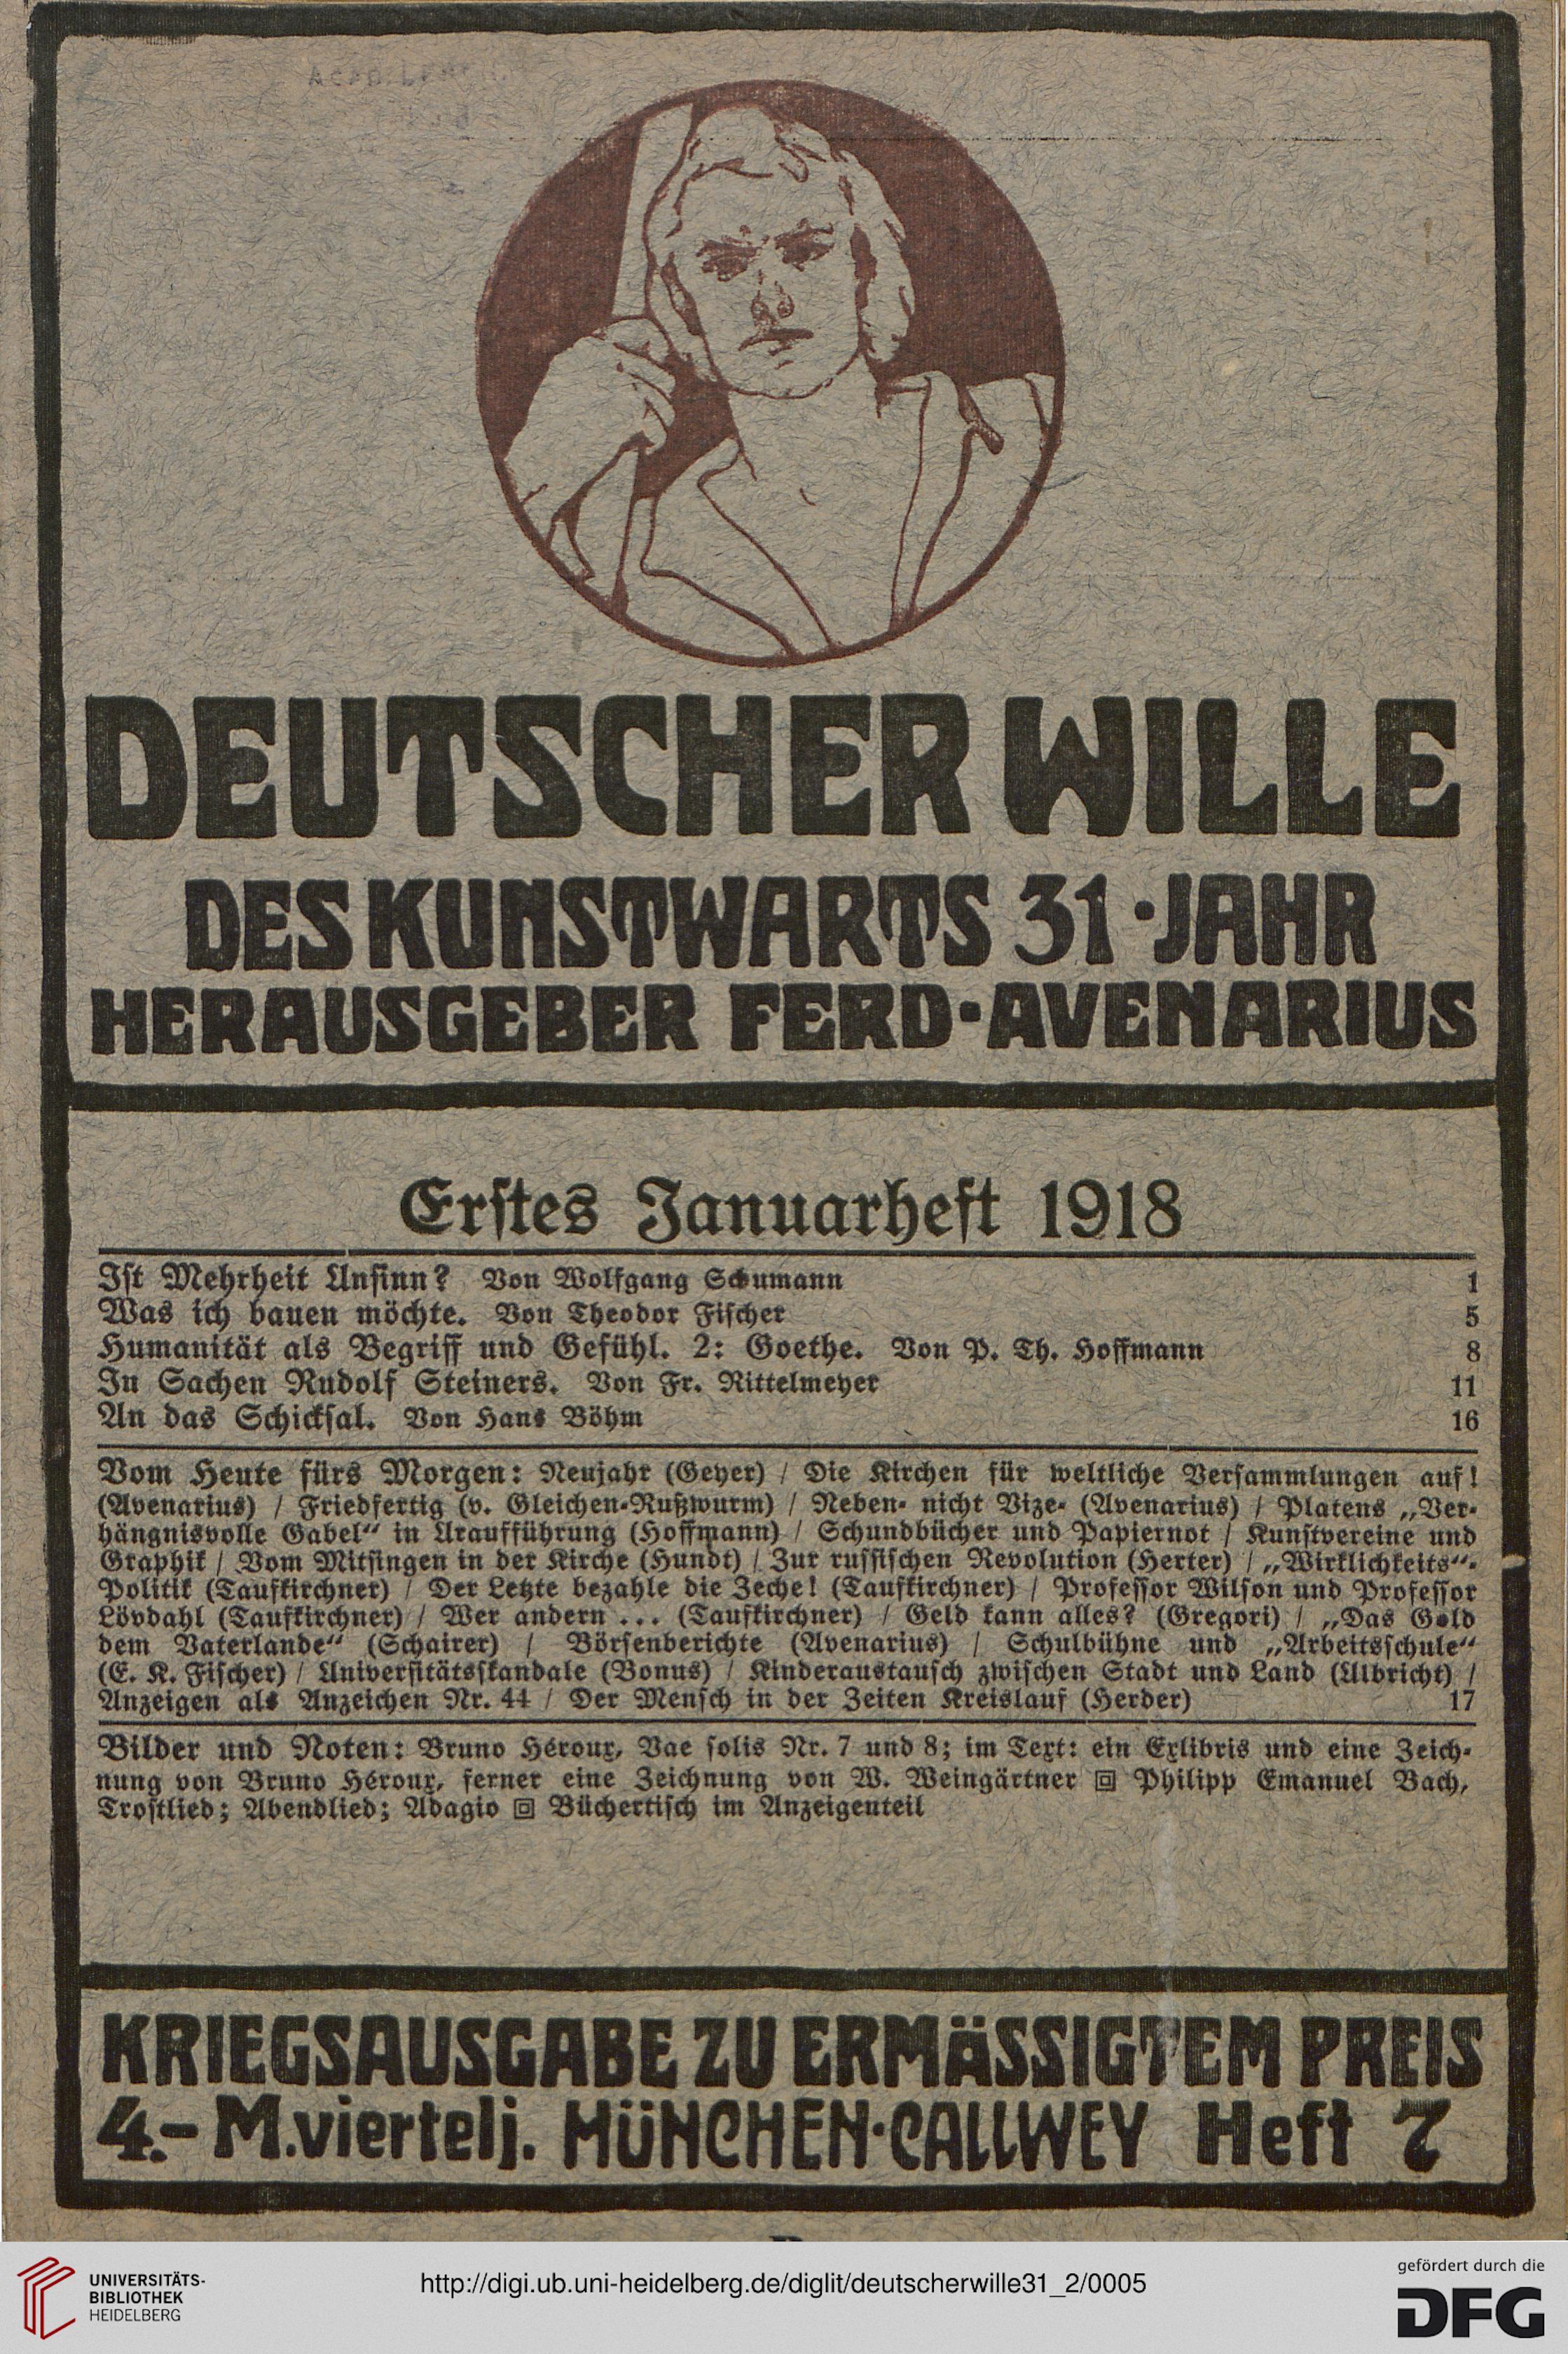 DEUTSCHER WILLE
DES KUNSTWARTS 31·JAHR
HERAUSGEBER FERD·AVENARIUS
Erstes Januarheft 1918
Ist Mehrheit Unsinn? Von Wolfgang Schumann 1
Was ich bauen möchte. Von Theodor Fischer 5
Humanität als Begriff und Gefühl. 2: Goethe. Von P. Th. Hoffmann 8
In Sachen Rudolf Steiners. Von Fr. Rittelmeyer 11
An das Schicksal. Von Hans Böhm 16
Vom Heute fürs Morgen: Neujahr (Geyer) / Die Kirchen für weltliche Versammlungen auf!
(Avenarius) / Friedfertig (v. Gleichen-Rußwurm) / Neben- nicht Vize- (Avenarius) / Platens „Ver-
hängnisvolle Gabel“ in Uraufführung (Hoffmann) / Schundbücher und Papiernot / Kunstvereine und
Graphik / Vom Mitsingen in der Kirche (Hundt) / Zur russischen Revolution (Herter) / „Wirklichkeits“-
Politik (Taufkirchner) / Der Letzte bezahle die Zeche! (Taufkirchner) / Professor Wilson und Professor
Lövdahl (Taufkirchner) / Wer andern ... (Taufkirchner) / Geld kann alles? (Gregori) / „Das Gold
dem Vaterlande“ (Schairer) / Börsenberichte (Avenarius) / Schulbühne und „Arbeitsschule“
(E. K. Fischer) / Universitätsskandale (Bonus) / Kinderaustausch zwischen Stadt und Land (Ulbricht) /
Anzeigen als Anzeichen Nr. 44 / Der Mensch in der Zeiten Kreislauf (Herder) 17
Bilder und Noten: Bruno Héroux, Vae solis Nr. 7 und 8; im Text: ein Exlibris und eine Zeich-
nung von Bruno Héroux, ferner eine Zeichnung von W. Weingärtner Philipp Emanuel Bach,
Trostlied; Abendlied; Adagio Büchertisch im Anzeigenteil
KRIEGSAUSGABE ZU ERMÄSSIGTEM PREIS
4.– M.viertelj. MÜNCHEN·CALLWEY Heft 7
UNIVERSITÄTS-
BIBLIOTHEK
HEIDELBERG
http://digi.ub.uni-heidelberg.de/diglit/deutscherwille31_2/0005
gefördert durch die
DFG